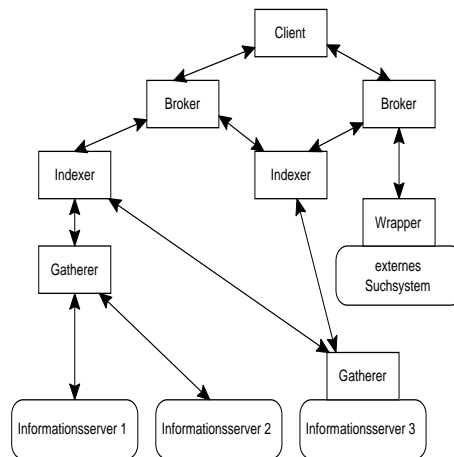 Client
Broker
Broker
Indexer
Indexer
Wrapper
externes
Suchsystem
Gatherer
Gatherer
Informationsserver 1
Informationsserver 2
Informationsserver 3